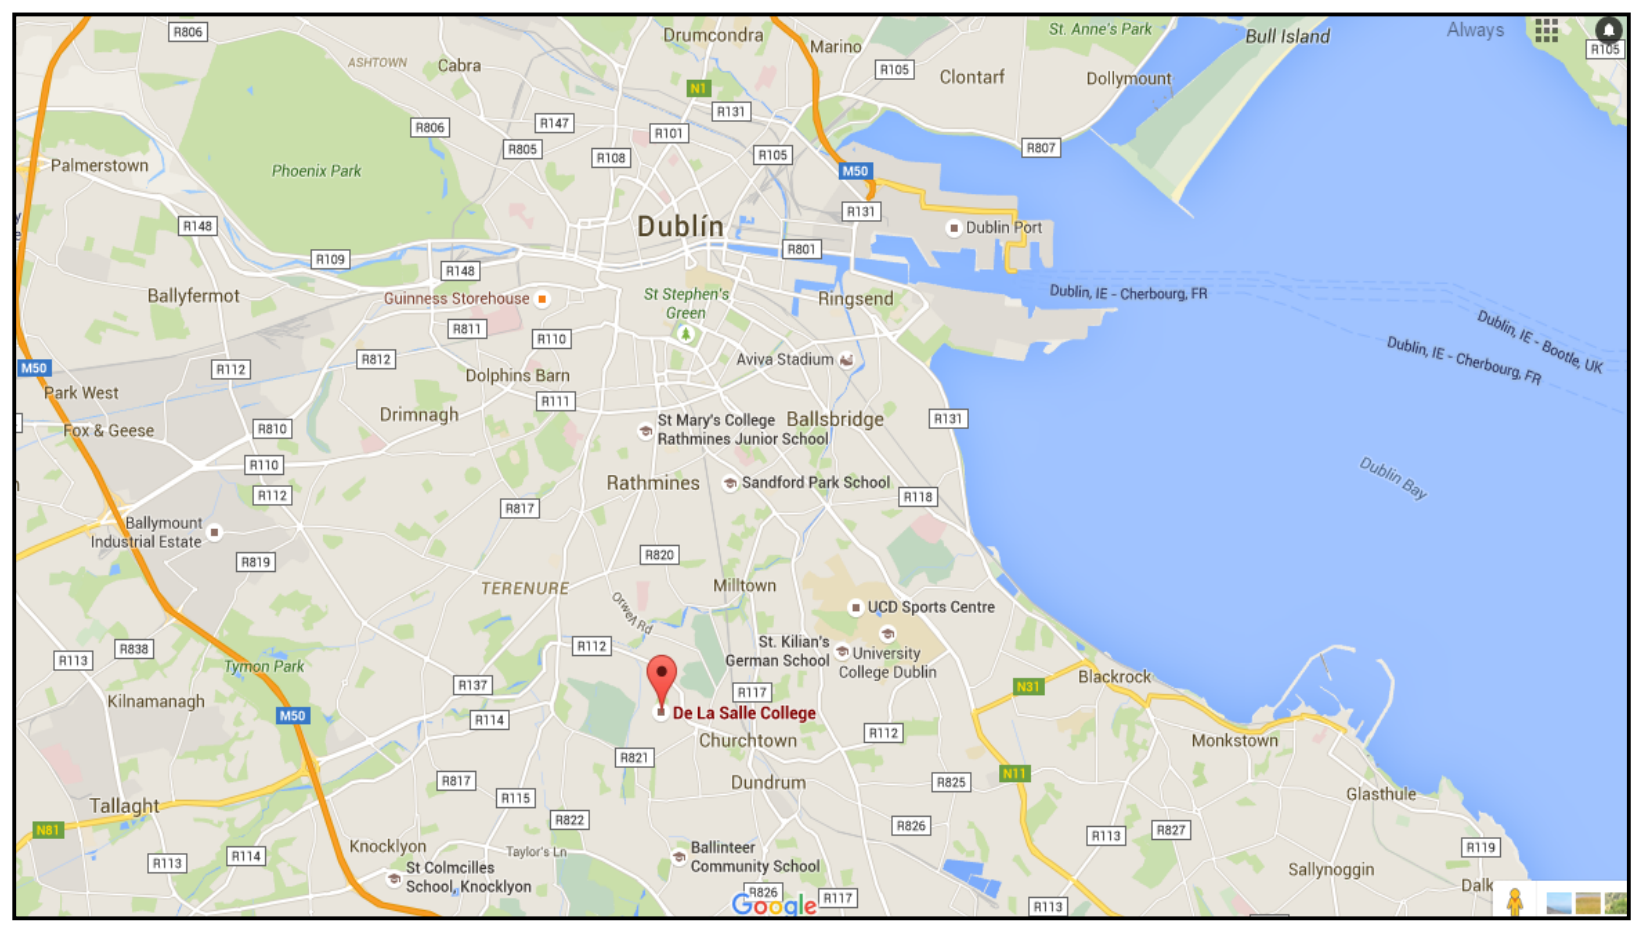 R806
Drumcondra
Marino
St. Anne's Park
Bull Island
Always
R105
ASHTOWN
Cabra
R105
Clontarf
Dollymount
N1
R131
R806
R147
R101
R805
R108
R105
R807
Palmerstown
Phoenix Park
M50
R131
R148
Dublín
Dublin Port
R801
R109
R148
Ballyfermot
Guinness Storehouse
St Stephen's
Green
Ringsend
Dublin, IE - Cherbourg, FR
Dublin, IE - Bootle, UK
Dublin, IE - Cherbourg, FR
R811
R110
R812
Aviva Stadium
M50
R112
Dolphins Barn
Park West
R111
Drimnagh
St Mary's College
Rathmines Junior School
Ballsbridge
R131
Fox & Geese
R810
R110
Dublin Bay
Rathmines
Sandford Park School
R112
R118
R817
Ballymount
Industrial Estate
R819
R820
TERENURE
Milltown
Orwell Rd
UCD Sports Centre
R838
R113
R112
St. Kilian's
German School
University
College Dublin
Tymon Park
R137
R117
N31
Blackrock
Kilnamanagh
M50
R114
De La Salle College
R112
Churchtown
Monkstown
R821
Dundrum
R817
R825
N11
R115
Glasthule
Tallaght
R822
R826
R113
R827
N81
Knocklyon
Taylor's Ln
Ballinteer
Community School
R119
R113
R114
St Colmcilles
School, Knocklyon
Sallynoggin
Dalk
R826
Google
R117
R113